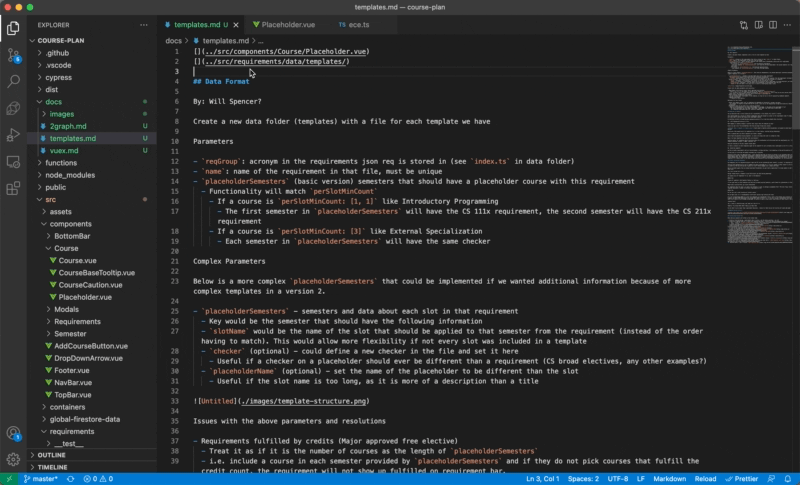 templates.md — course-plan
EXPLORER
templates.md U
Placeholder.vue
TS ece.ts
docs > templates.md > ...
COURSE-PLAN
.github
.vscode
cypress
dist
docs
images
2graph.md U
templates.md U
vuex.md U
functions
node_modules
public
src
assets
components
BottomBar
Course
Course.vue
CourseBaseTooltip.vue
CourseCaution.vue
Placeholder.vue
Modals
Requirements
Semester
AddCourseButton.vue
DropDownArrow.vue
Footer.vue
NavBar.vue
TopBar.vue
containers
global-firestore-data
requirements
__test__
OUTLINE
TIMELINE
1 [](../src/components/Course/Placeholder.vue)
2 [](../src/requirements/data/templates/)
3
4 ## Data Format
5
6 By: Will Spencer?
7
8 Create a new data folder (templates) with a file for each template we have
9
10 Parameters
11
12 - `reqGroup`: acronym in the requirements json req is stored in (see `index.ts` in data folder)
13 - `name`: name of the requirement in that file, must be unique
14 - `placeholderSemesters` (basic version) semesters that should have a placeholder course with this requirement
15 - Functionality will match `perSlotMinCount`
16 - If a course is `perSlotMinCount: [1, 1]` like Introductory Programming
17 - The first semester in `placeholderSemesters` will have the CS 111x requirement, the second semester will have the CS 211x
requirement
18 - If a course is `perSlotMinCount: [3]` like External Specialization
19 - Each semester in `placeholderSemesters` will have the same checker
20
21 Complex Parameters
22
23 Below is a more complex `placeholderSemesters` that could be implemented if we wanted additional information because of more
complex templates in a version 2.
24
25 - `placeholderSemesters` - semesters and data about each slot in that requirement
26 - Key would be the semester that should have the following information
27 - `slotName` would be the name of the slot that should be applied to that semester from the requirement (instead of the order
having to match). This would allow more flexibility if not every slot was included in a template
28 - `checker` (optional) - could define a new checker in the file and set it here
29 - Useful if a checker on a placeholder should ever be different than a requirement (CS broad electives, any other examples?)
30 - `placeholderName` (optional) - set the name of the placeholder to be different than the slot
31 - Useful if the slot name is too long, as it is more of a description than a title
32
33 ![Untitled](./images/template-structure.png)
34
35 Issues with the above parameters and resolutions
36
37 - Requirements fulfilled by credits (Major approved free elective)
38 - Treat it as if it is the number of courses as the length of `placeholderSemesters`
39 - i.e. include a course in each semester provided by `placeholderSemesters` and if they do not pick courses that fulfill the
credit count, the requirement will not show up fulfilled on requirement bar.
master*
0 0
Ln 3, Col 1
Spaces: 2
UTF-8
LF
Markdown
Reload
Prettier